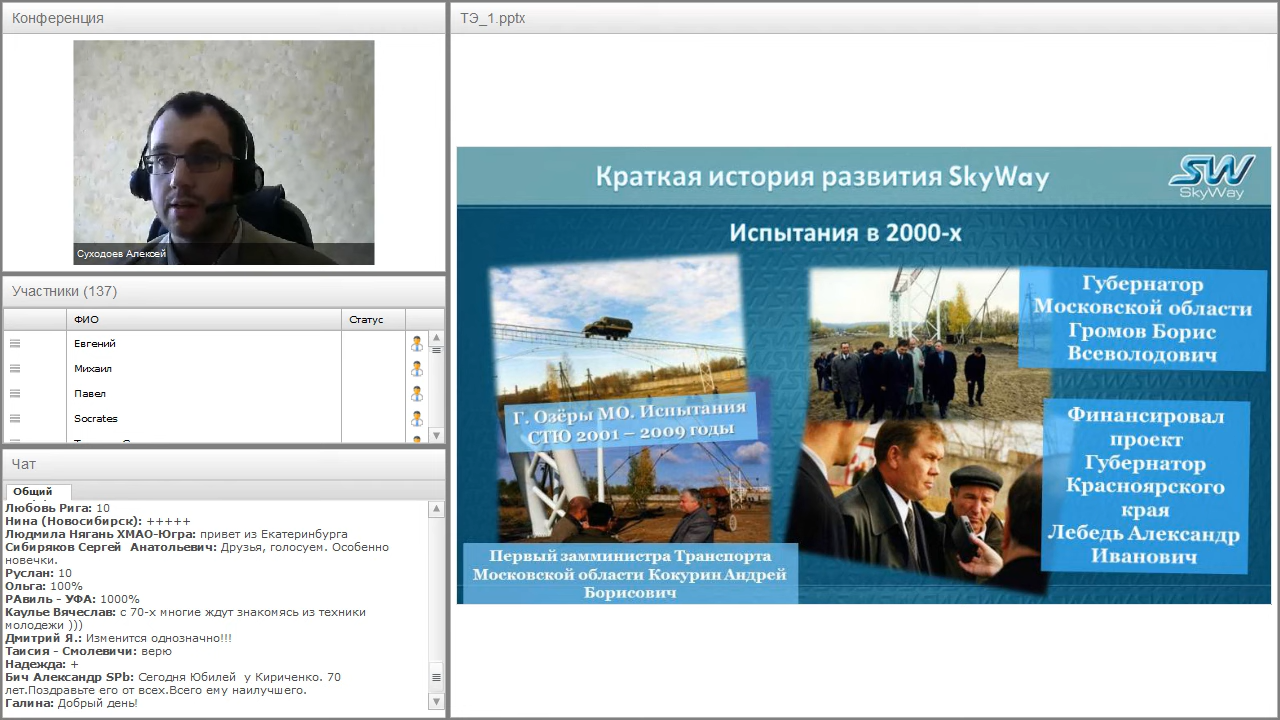 Конференция
Суходоев Алексей
Участники (137)
ФИО
Статус
Евгений
Михаил
Павел
Socrates
Чат
Общий
Любовь Рига: 10
Нина (Новосибирск): +++++
Людмила Нягань ХМАО-Югра: привет из Екатеринбурга
Сибиряков Сергей Анатольевич: Друзья, голосуем. Особенно
новечки.
Руслан: 10
Ольга: 100%
РАвиль - УФА: 1000%
Каулье Вячеслав: с 70-х многие ждут знакомясь из техники
молодежи )))
Дмитрий Я.: Изменится однозначно!!!
Таисия - Смолевичи: верю
Надежда: +
Бич Александр SPb: Сегодня Юбилей у Кириченко. 70
лет.Поздравьте его от всех.Всего ему наилучшего.
Галина: Добрый день!
ТЭ_1.pptx
Краткая история развития SkyWay
SW
SkyWay
Испытания в 2000-х
Г. Озёры МО. Испытания
СТЮ 2001 – 2009 годы
Первый замминистра Транспорта
Московской области Кокурин Андрей
Борисович
Губернатор
Московской области
Громов Борис
Всеволодович
Финансировал
проект
Губернатор
Красноярского
края
Лебедь Александр
Иванович